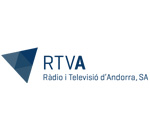 RTVA
Ràdio i Televisió d'Andorra, SA